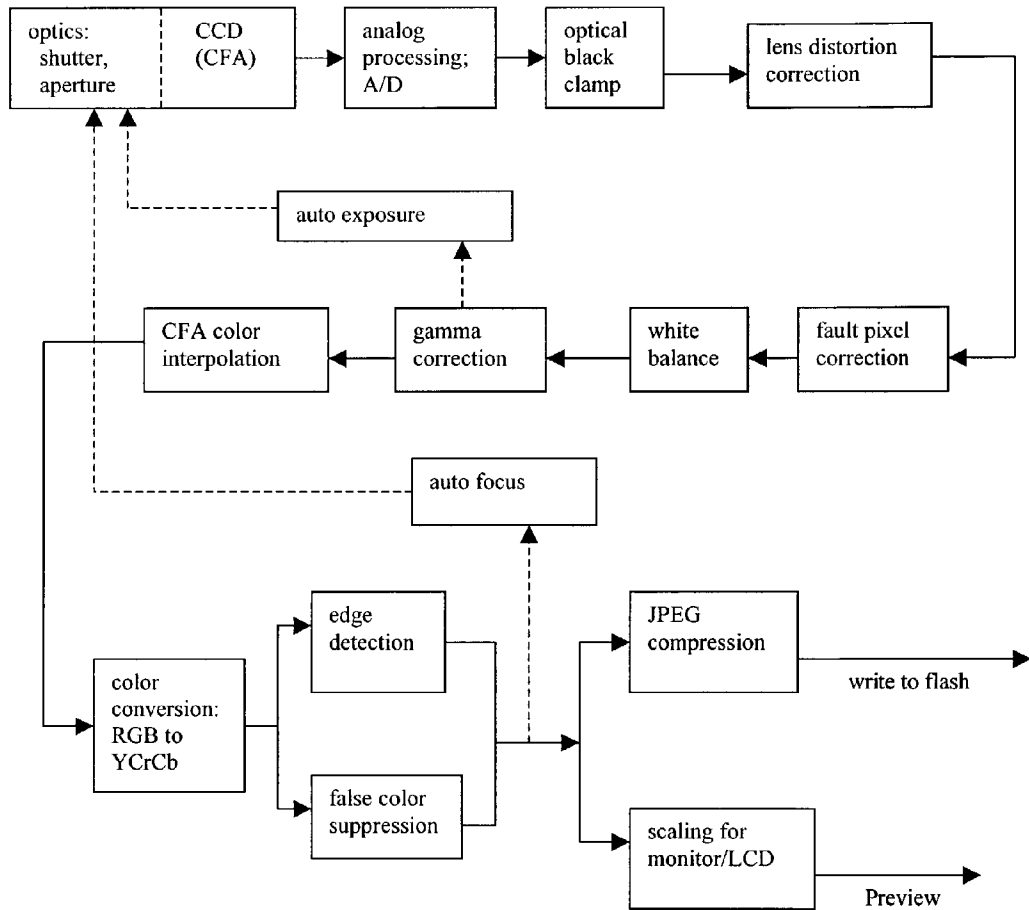 optics:
shutter,
aperture
CCD
(CFA)
analog
processing;
A/D
optical
black
clamp
lens distortion
correction
auto exposure
CFA color
interpolation
gamma
correction
white
balance
fault pixel
correction
auto focus
edge
detection
JPEG
compression
write to flash
color
conversion:
RGB to
YCrCb
false color
suppression
scaling for
monitor/LCD
Preview